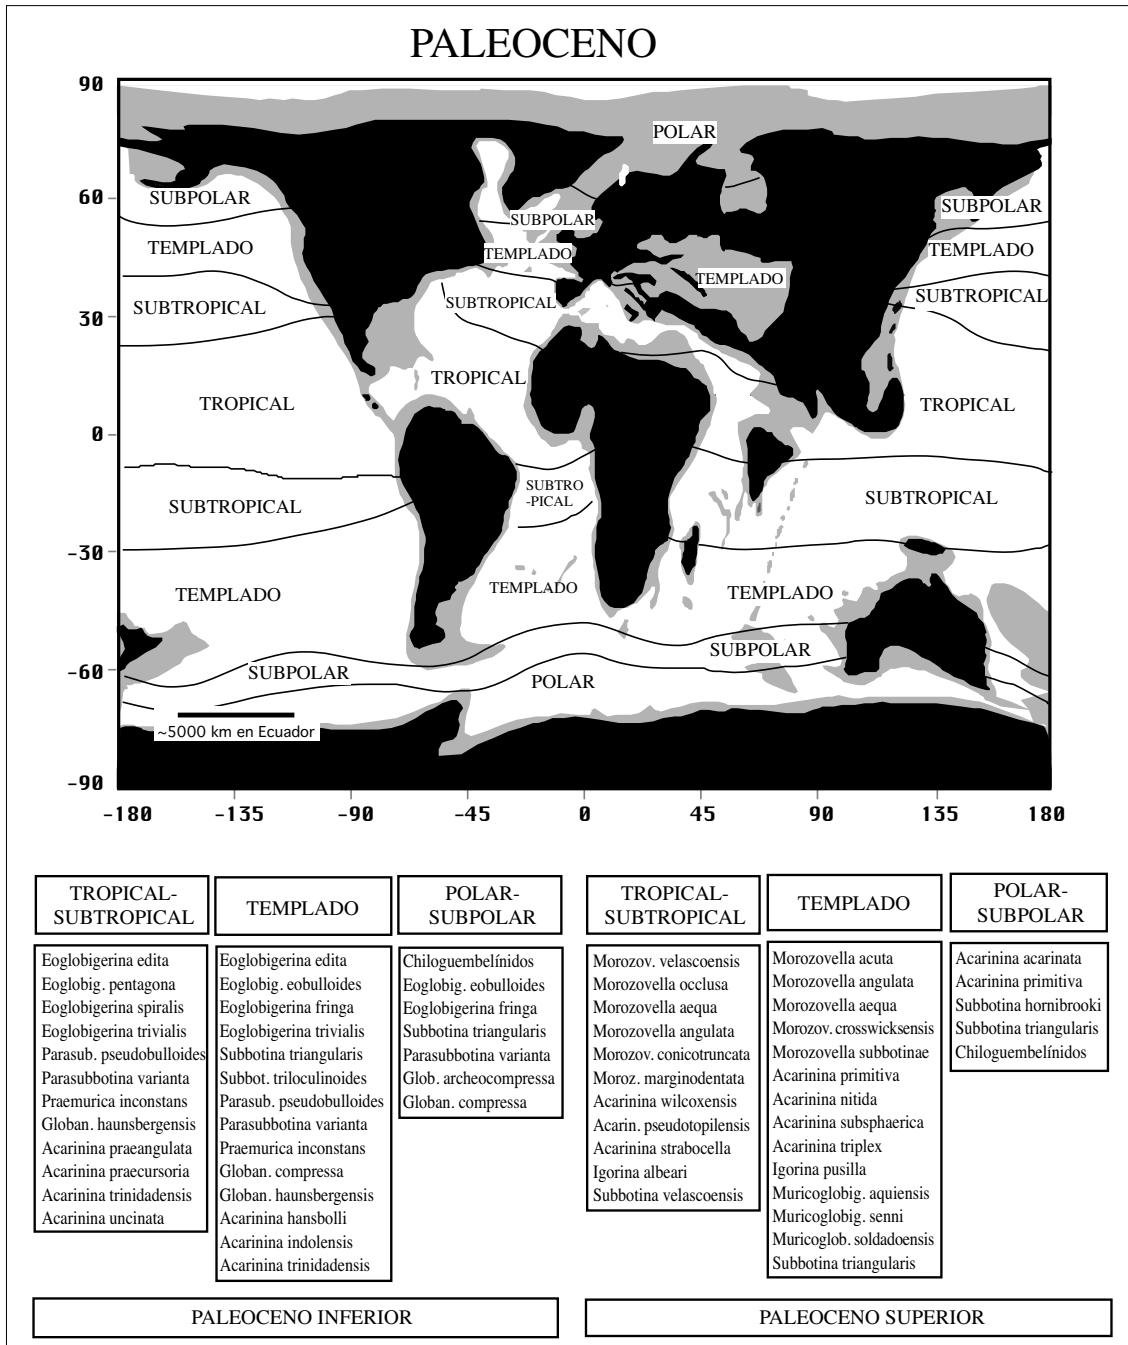 PALEOCENO
90
POLAR
60
SUBPOLAR
SUBPOLAR
SUBPOLAR
TEMPLADO
TEMPLADO
TEMPLADO
TEMPLADO
SUBTROPICAL
SUBTROPICAL
SUBTROPICAL
30
TROPICAL
TROPICAL
TROPICAL
0
SUBTROPICAL
SUBTRO
-PICAL
SUBTROPICAL
-30
TEMPLADO
TEMPLADO
TEMPLADO
SUBPOLAR
SUBPOLAR
-60
POLAR
~5000 km en Ecuador
-90
-180 -135 -90 -45 0 45 90 135 180
TROPICAL-
SUBTROPICAL
Eoglobigerina edita
Eoglobig. pentagona
Eoglobigerina spiralis
Eoglobigerina trivialis
Parasub. pseudobulloides
Parasubbotina varianta
Praemurica inconstans
Globan. haunsbergensis
Acarinina praeangulata
Acarinina praecursoria
Acarinina trinidadensis
Acarinina uncinata
TEMPLADO
Eoglobigerina edita
Eoglobig. eobulloides
Eoglobigerina fringa
Eoglobigerina trivialis
Subbotina triangularis
Subbot. triloculinoides
Parasub. pseudobulloides
Parasubbotina varianta
Praemurica inconstans
Globan. compressa
Globan. haunsbergensis
Acarinina hansbolli
Acarinina indolensis
Acarinina trinidadensis
POLAR-
SUBPOLAR
Chiloguembelínidos
Eoglobig. eobulloides
Eoglobigerina fringa
Subbotina triangularis
Parasubbotina varianta
Glob. archeocompressa
Globan. compressa
PALEOCENO INFERIOR
TROPICAL-
SUBTROPICAL
Morozov. velascoensis
Morozovella occlusa
Morozovella aequa
Morozovella angulata
Morozov. conicotruncata
Moroz. marginodentata
Acarinina wilcoxensis
Acarin. pseudotopilensis
Acarinina strabocella
Igorina albeari
Subbotina velascoensis
TEMPLADO
Morozovella acuta
Morozovella angulata
Morozovella aequa
Morozov. crosswicksensis
Morozovella subbotinae
Acarinina primitiva
Acarinina nitida
Acarinina subsphaerica
Acarinina triplex
Igorina pusilla
Muricoglobig. aquiensis
Muricoglobig. senni
Muricoglob. soldadoensis
Subbotina triangularis
POLAR-
SUBPOLAR
Acarinina acarinata
Acarinina primitiva
Subbotina hornibrooki
Subbotina triangularis
Chiloguembelínidos
PALEOCENO SUPERIOR